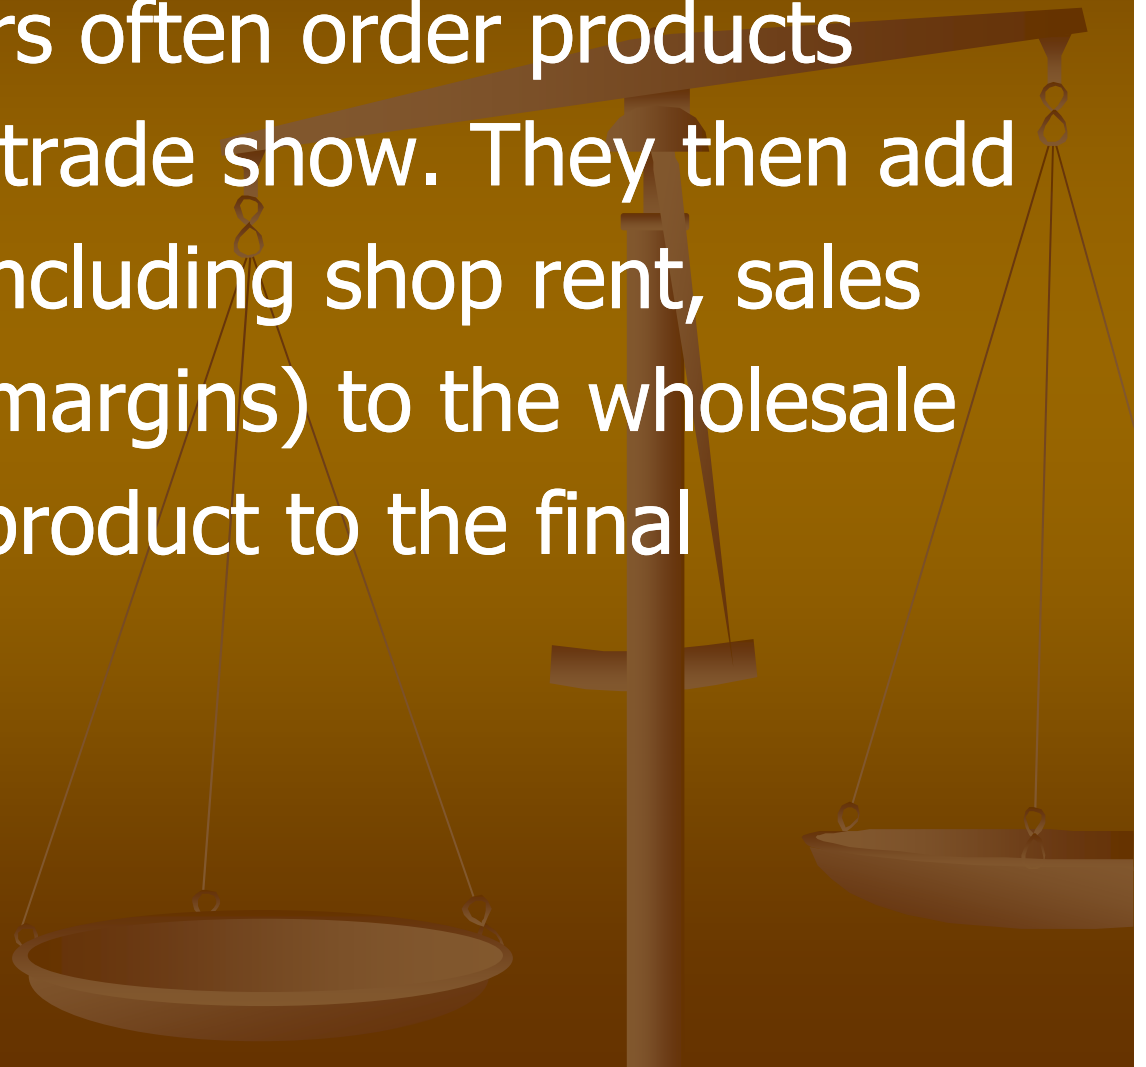 rs often order products
trade show. They then add
ncluding shop rent, sales
margins) to the wholesale
product to the final